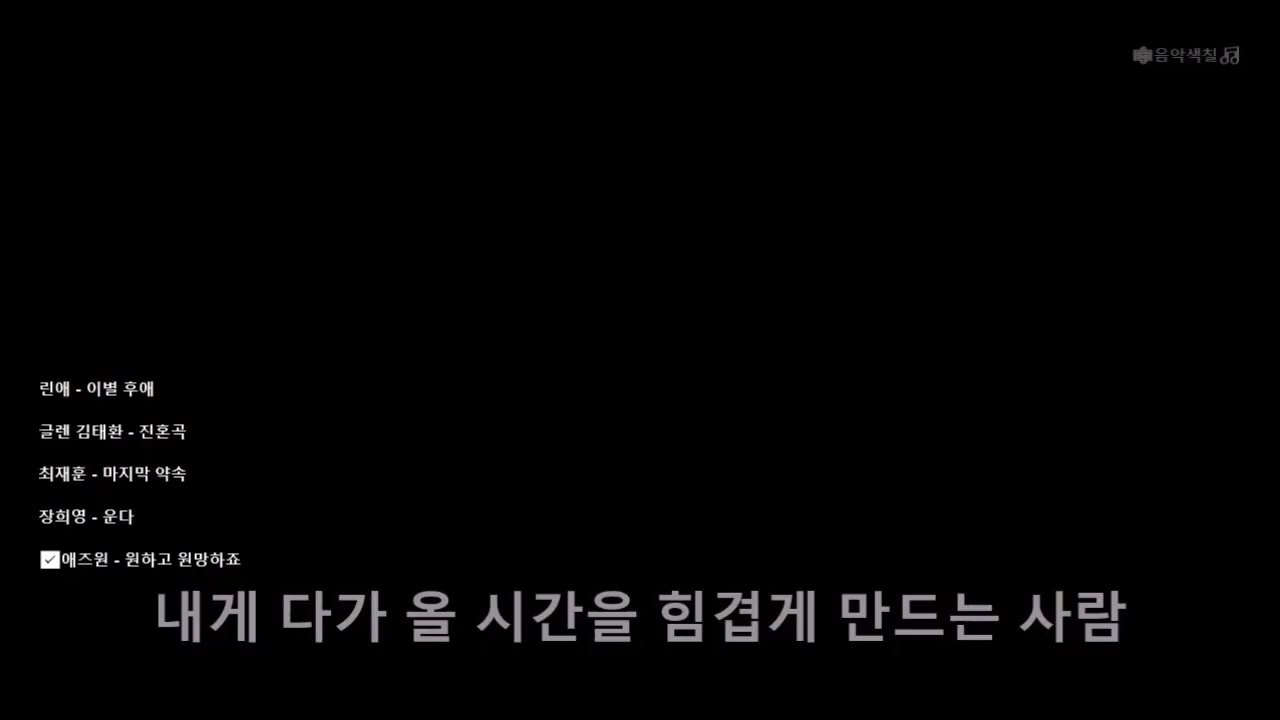 음악색칠
린애 - 이별 후애
글렌 김태환 - 진혼곡
최재훈 - 마지막 약속
장희영 - 운다
애즈원 - 원하고 원망하죠
내게 다가 올 시간을 힘겹게 만드는 사람